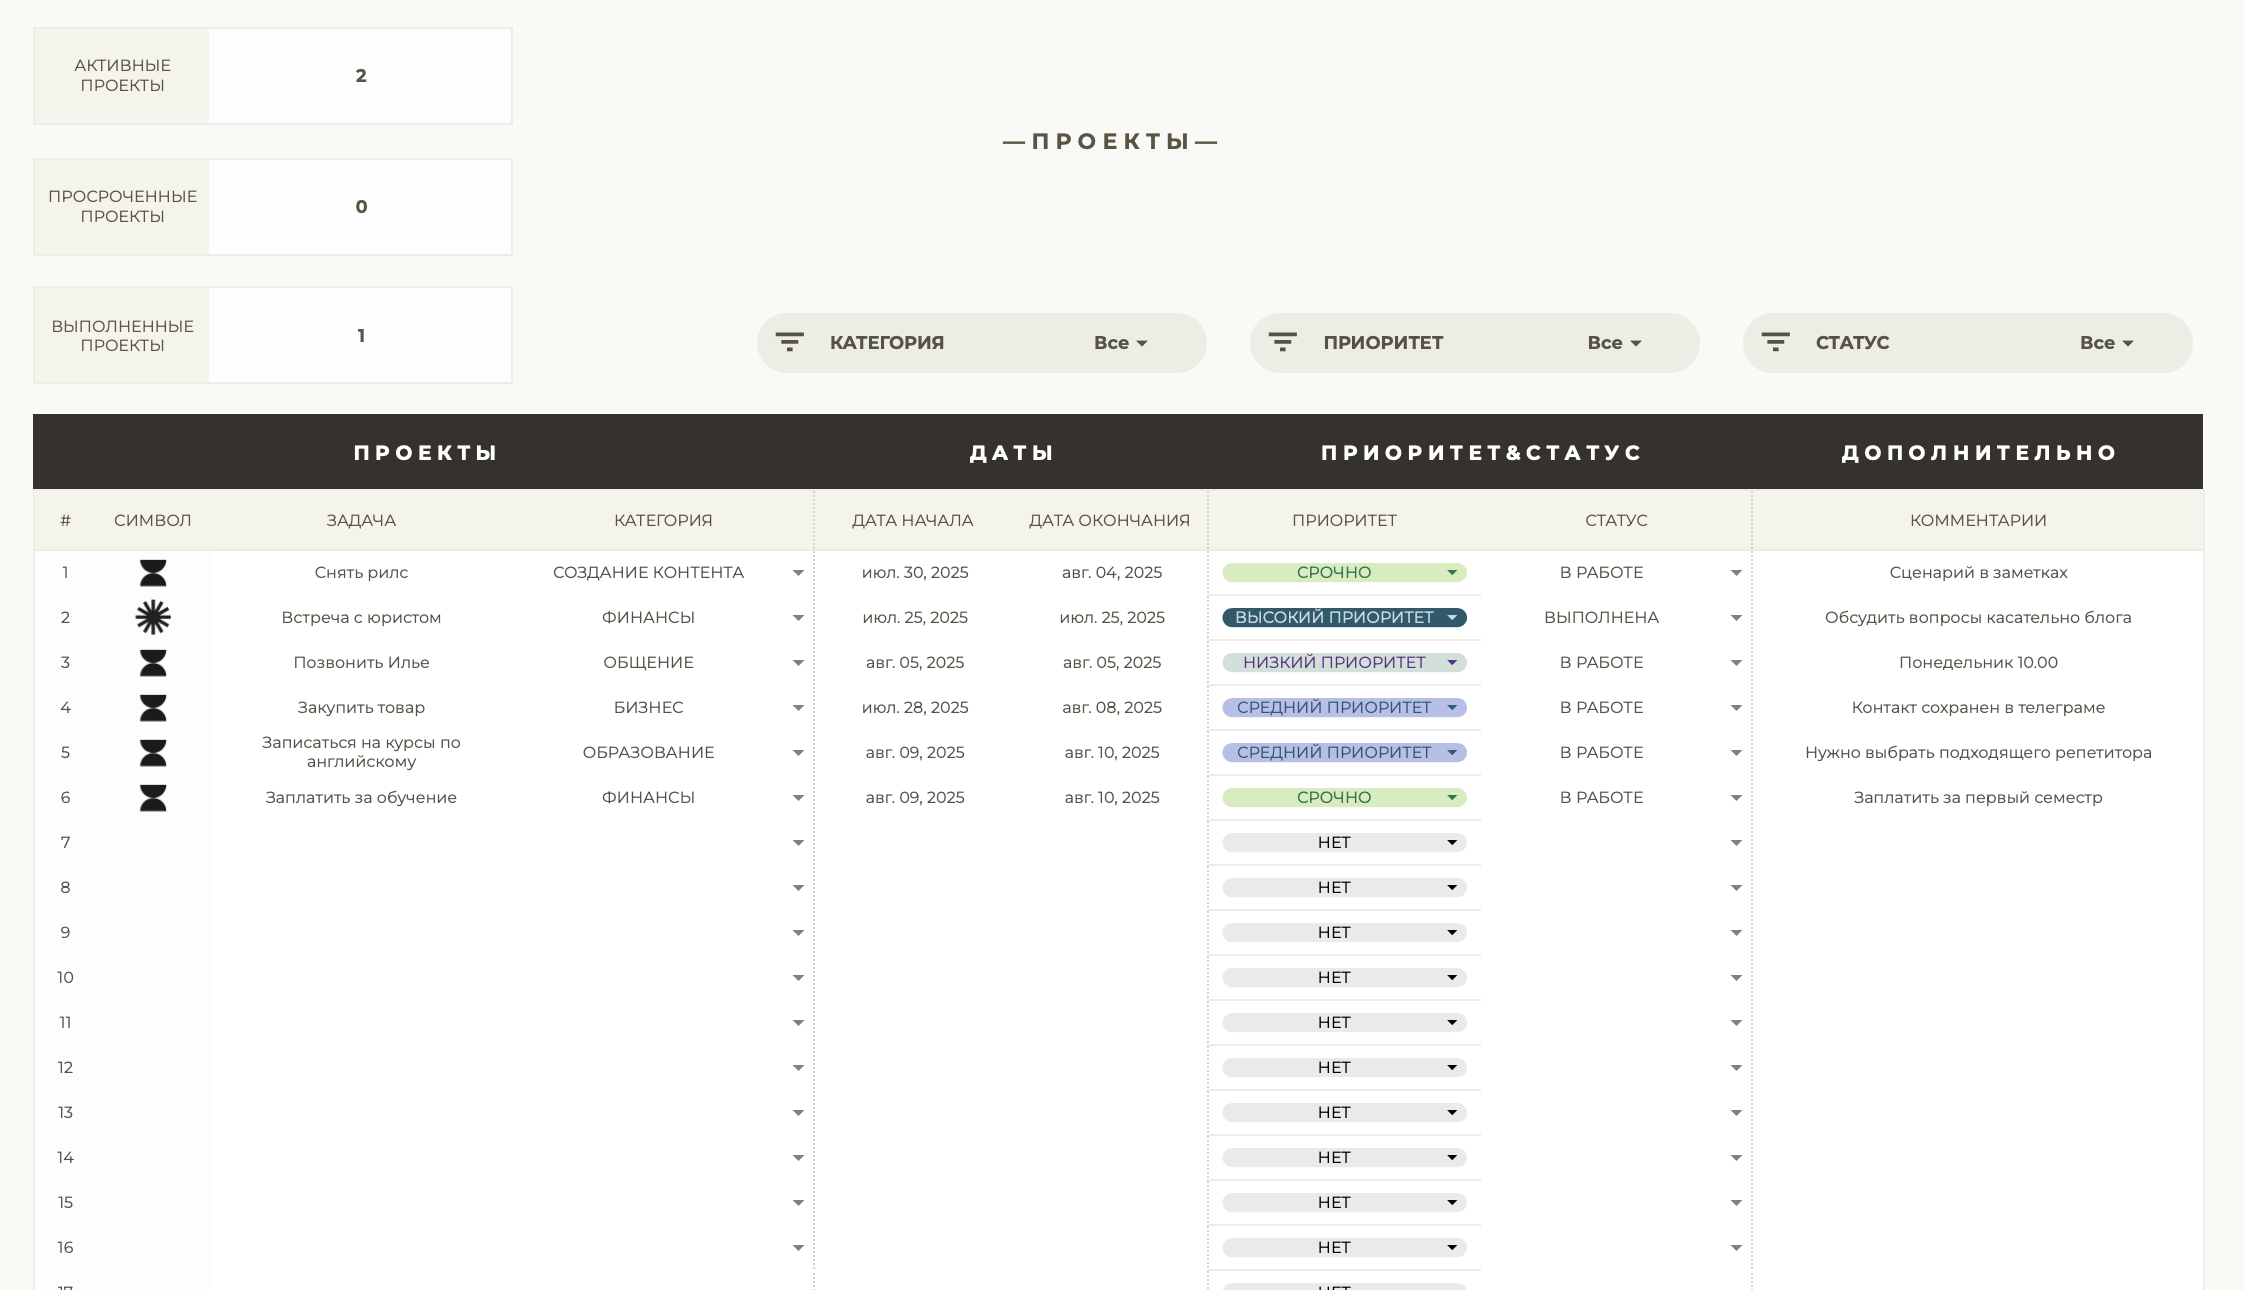 АКТИВНЫЕ
ПРОЕКТЫ
2
—ПРОЕКТЫ—
ПРОСРОЧЕННЫЕ
ПРОЕКТЫ
0
ВЫПОЛНЕННЫЕ
ПРОЕКТЫ
1
КАТЕГОРИЯ Все
ПРИОРИТЕТ Все
СТАТУС Все
ПРОЕКТЫ ДАТЫ ПРИОРИТЕТ&СТАТУС ДОПОЛНИТЕЛЬНО
# СИМВОЛ ЗАДАЧА КАТЕГОРИЯ ДАТА НАЧАЛА ДАТА ОКОНЧАНИЯ ПРИОРИТЕТ СТАТУС КОММЕНТАРИИ
1 Снять рилс СОЗДАНИЕ КОНТЕНТА июл. 30, 2025 авг. 04, 2025 СРОЧНО В РАБОТЕ Сценарий в заметках
2 Встреча с юристом ФИНАНСЫ июл. 25, 2025 июл. 25, 2025 ВЫСОКИЙ ПРИОРИТЕТ ВЫПОЛНЕНА Обсудить вопросы касательно блога
3 Позвонить Илье ОБЩЕНИЕ авг. 05, 2025 авг. 05, 2025 НИЗКИЙ ПРИОРИТЕТ В РАБОТЕ Понедельник 10.00
4 Закупить товар БИЗНЕС июл. 28, 2025 авг. 08, 2025 СРЕДНИЙ ПРИОРИТЕТ В РАБОТЕ Контакт сохранен в телеграме
5 Записаться на курсы по
английскому ОБРАЗОВАНИЕ авг. 09, 2025 авг. 10, 2025 СРЕДНИЙ ПРИОРИТЕТ В РАБОТЕ Нужно выбрать подходящего репетитора
6 Заплатить за обучение ФИНАНСЫ авг. 09, 2025 авг. 10, 2025 СРОЧНО В РАБОТЕ Заплатить за первый семестр
7 НЕТ
8 НЕТ
9 НЕТ
10 НЕТ
11 НЕТ
12 НЕТ
13 НЕТ
14 НЕТ
15 НЕТ
16 НЕТ